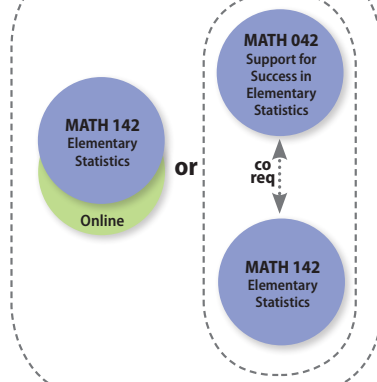 MATH 142
Elementary
Statistics
Online
or
MATH 042
Support for
Success in
Elementary
Statistics
co
req
MATH 142
Elementary
Statistics